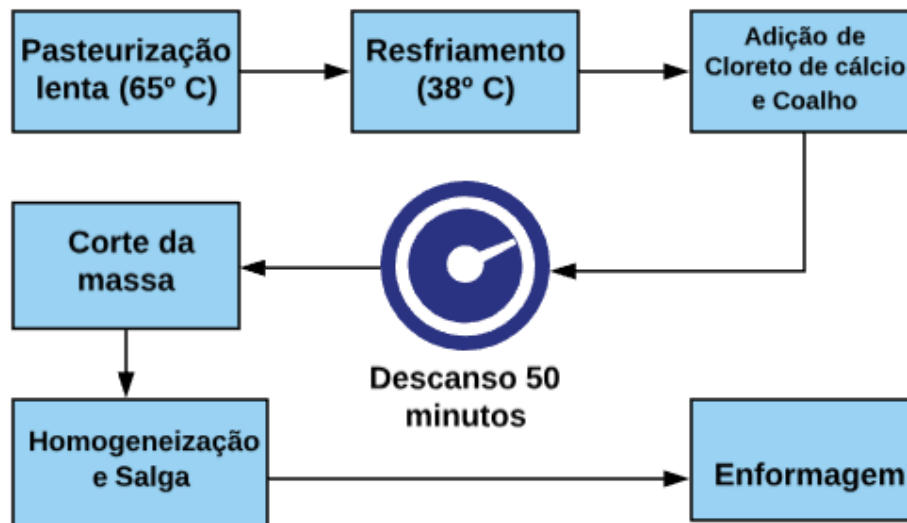 Pasteurização
lenta (65º C)
Resfriamento
(38º C)
Adição de
Cloreto de cálcio
e Coalho
Descanso 50
minutos
Corte da
massa
Homogeneização
e Salga
Enformagem